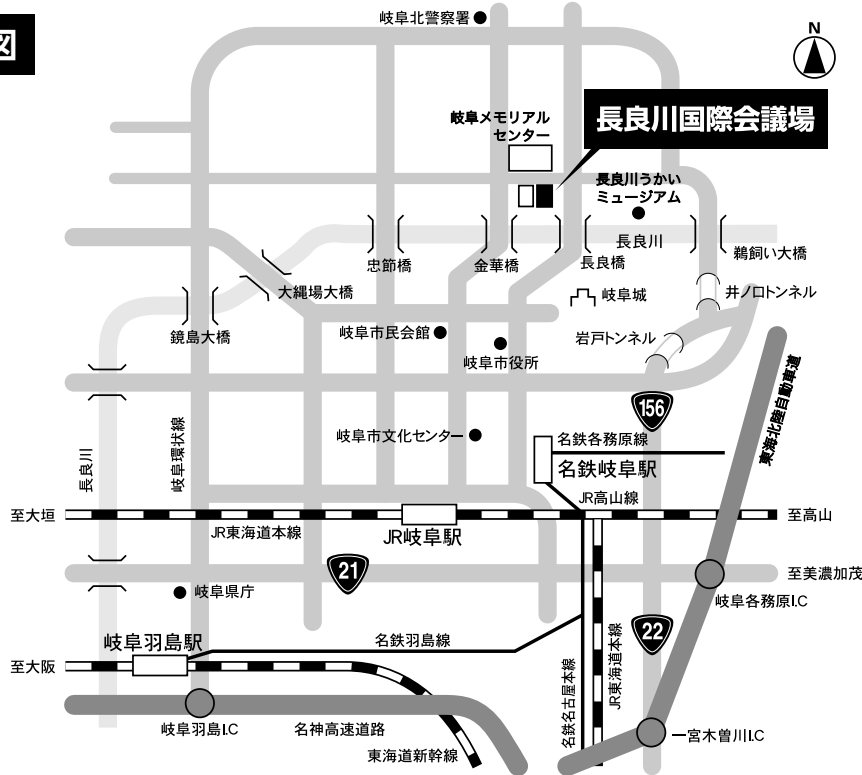 図
岐阜北警察署
N
岐阜メモリアル
センター
長良川国際会議場
長良川うかい
ミュージアム
忠節橋
金華橋
長良橋
長良川
鵜飼い大橋
大縄場大橋
岐阜城
井ノ口トンネル
鏡島大橋
岐阜市民会館
岐阜市役所
岩戸トンネル
156
東海北陸自動車道
岐阜市文化センター
名鉄各務原線
名鉄岐阜駅
長良川
岐阜環状線
JR高山線
至大垣
至高山
JR東海道本線
JR岐阜駅
21
至美濃加茂
岐阜県庁
岐阜各務原I.C
岐阜羽島駅
名鉄羽島線
22
至大阪
名鉄名古屋本線
JR東海道本線
岐阜羽島I.C
名神高速道路
東海道新幹線
一宮木曽川I.C